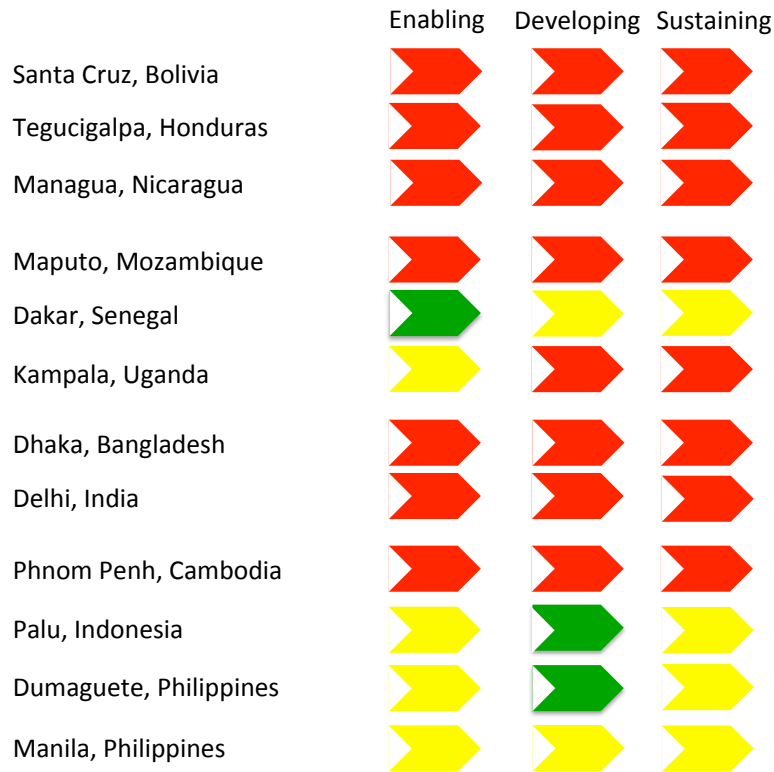 Enabling Developing Sustaining
Santa Cruz, Bolivia
Tegucigalpa, Honduras
Managua, Nicaragua
Maputo, Mozambique
Dakar, Senegal
Kampala, Uganda
Dhaka, Bangladesh
Delhi, India
Phnom Penh, Cambodia
Palu, Indonesia
Dumaguete, Philippines
Manila, Philippines